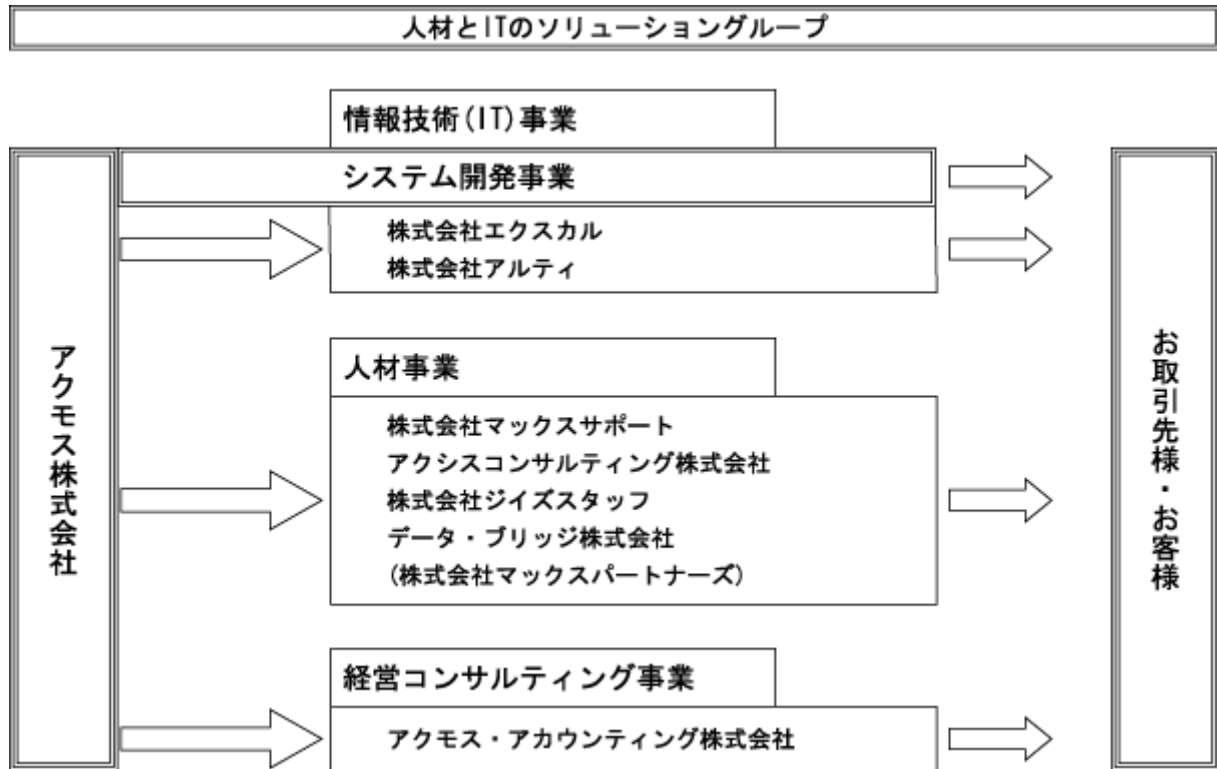 人材とITのソリューショングループ
情報技術(IT)事業
システム開発事業
株式会社エクスカル
株式会社アルティ
アクモス株式会社
人材事業
株式会社マックスサポート
アクシスコンサルティング株式会社
株式会社ジイズスタッフ
データ・ブリッジ株式会社
(株式会社マックスパートナーズ)
お取引先様・お客様
経営コンサルティング事業
アクモス・アカウンティング株式会社